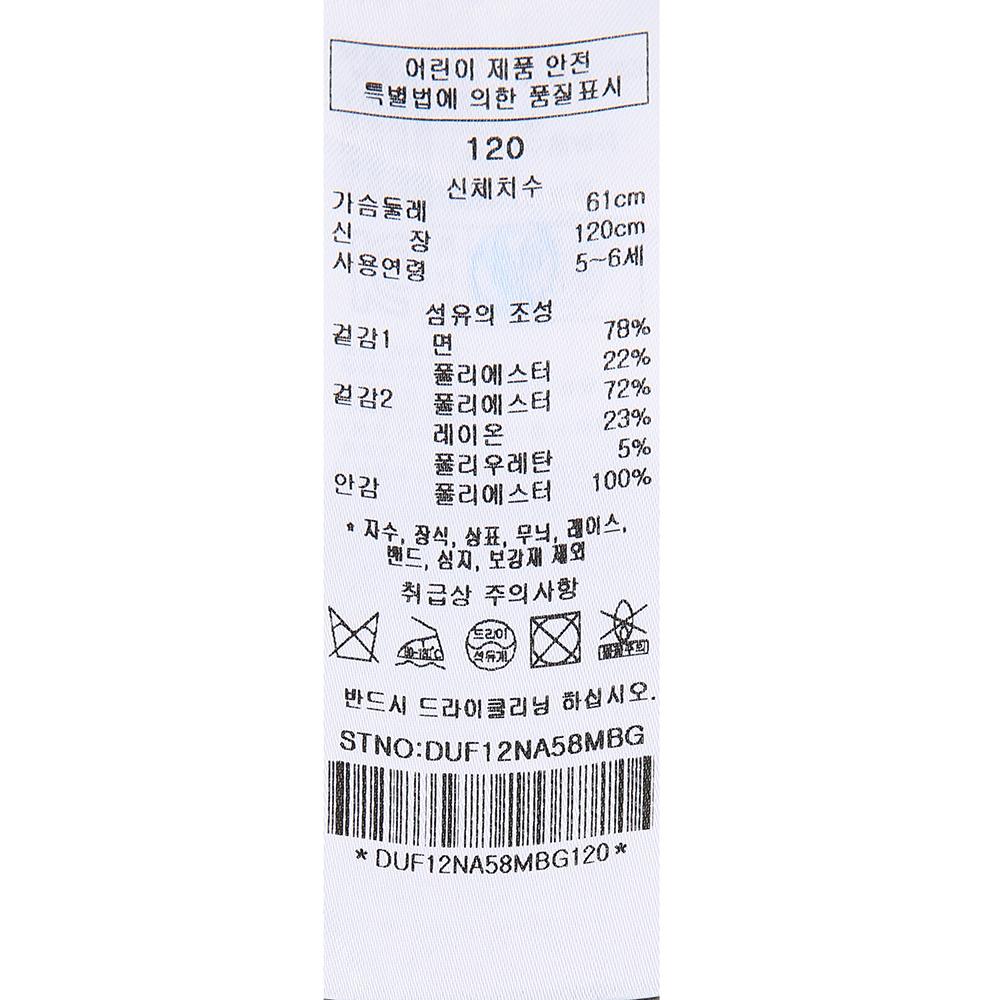 어린이 제품 안전
특별법에 의한 품질표시
120
신체치수
가슴둘레 61cm
신 장 120cm
사용연령 5~6세
섬유의 조성
겉감1 면 78%
폴리에스터 22%
겉감2 폴리에스터 72%
레이온 23%
폴리우레탄 5%
안감 폴리에스터 100%
* 자수, 장식, 상표, 무늬, 레이스,
밴드, 심지, 보강재 제외
취급상 주의사항
드라이
석유계
반드시 드라이클리닝 하십시오.
STNO:DUF12NA58MBG
*DUF12NA58MBG120*